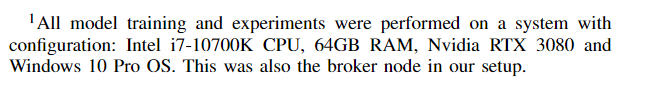 1All model training and experiments were performed on a system with
configuration: Intel i7-10700K CPU, 64GB RAM, Nvidia RTX 3080 and
Windows 10 Pro OS. This was also the broker node in our setup.